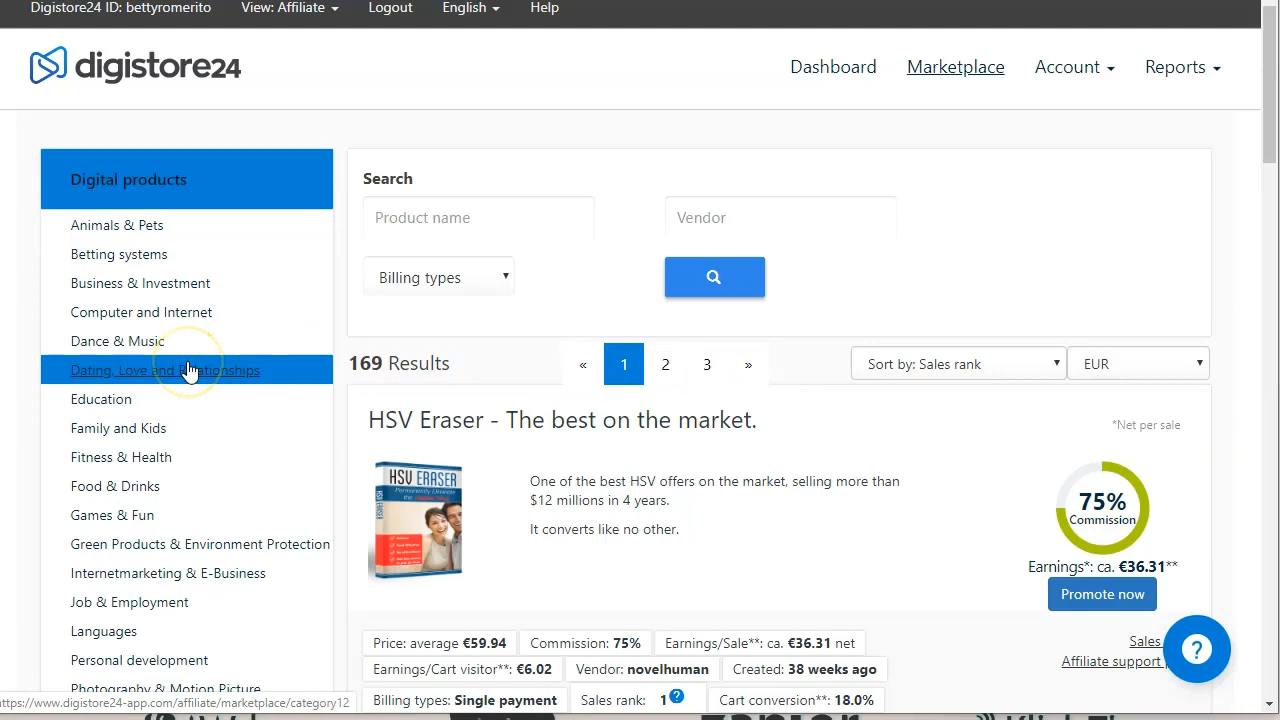 Digistore24 ID: bettyromerito View: Affiliate Logout English Help
digistore24
Dashboard Marketplace Account Reports
Digital products
Animals & Pets
Betting systems
Business & Investment
Computer and Internet
Dance & Music
Dating, Love and Relationships
Education
Family and Kids
Fitness & Health
Food & Drinks
Games & Fun
Green Products & Environment Protection
Internetmarketing & E-Business
Job & Employment
Languages
Personal development
Photography & Motion Picture
https://www.digistore24-app.com/affiliate/marketplace/category12
Search
Product name Vendor
Billing types
169 Results « 1 2 3 » Sort by: Sales rank EUR
HSV Eraser - The best on the market.
*Net per sale
HSV ERASER
One of the best HSV offers on the market, selling more than
$12 millions in 4 years.
It converts like no other.
75%
Commission
Earnings*: ca. €36.31**
Promote now
Price: average €59.94 Commission: 75% Earnings/Sale**: ca. €36.31 net
Earnings/Cart visitor**: €6.02 Vendor: novelhuman Created: 38 weeks ago
Billing types: Single payment Sales rank: 1 ? Cart conversion**: 18.0%
Sales
Affiliate support
?